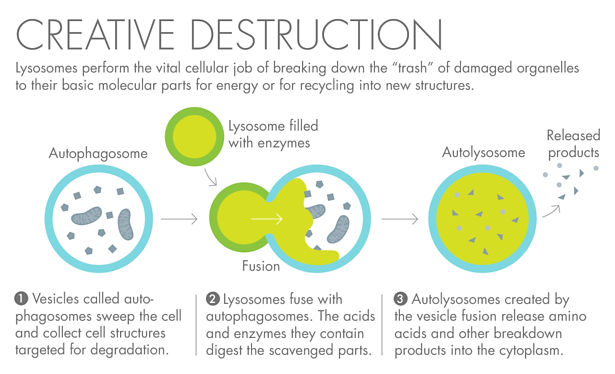 CREATIVE DESTRUCTION
Lysosomes perform the vital cellular job of breaking down the “trash” of damaged organelles
to their basic molecular parts for energy or for recycling into new structures.
Autophagosome
Lysosome filled
with enzymes
Fusion
Autolysosome
Released
products
1 Vesicles called auto-
phagosomes sweep the cell
and collect cell structures
targeted for degradation.
2 Lysosomes fuse with
autophagosomes. The acids
and enzymes they contain
digest the scavenged parts.
3 Autolysosomes created by
the vesicle fusion release amino
acids and other breakdown
products into the cytoplasm.